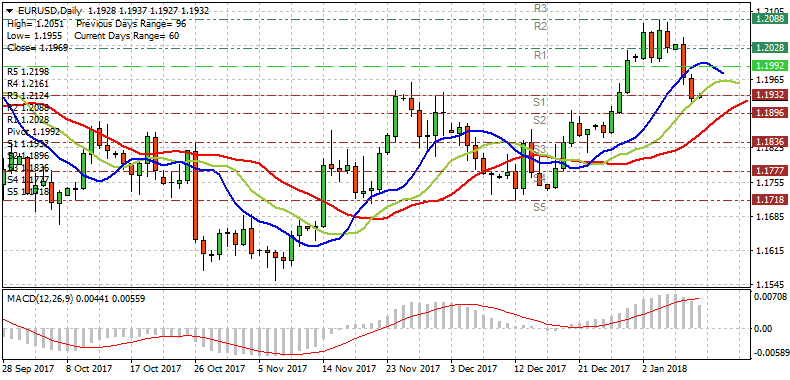 EURUSD,Daily 1.1928 1.1937 1.1927 1.1932
High= 1.2051 Previous Days Range= 96
Low= 1.1955 Current Days Range= 60
Close= 1.1969
R5 1.2198
R4 1.2161
R3 1.2124
R2 1.2088
R1 1.2028
Pivot 1.1992
S1 1.1932
S2 1.1896
S3 1.1836
S4 1.1777
S5 1.1718
R3
R2
R1
S1
S2
S3
S4
S5
1.2105
1.2088
1.2028
1.1992
1.1965
1.1932
1.1896
1.1836
1.1825
1.1777
1.1755
1.1718
1.1685
1.1615
1.1545
MACD(12,26,9) 0.00441 0.00559
0.00708
0.00
-0.00589
28 Sep 2017 8 Oct 2017 17 Oct 2017 26 Oct 2017 5 Nov 2017 14 Nov 2017 23 Nov 2017 3 Dec 2017 12 Dec 2017 21 Dec 2017 2 Jan 2018